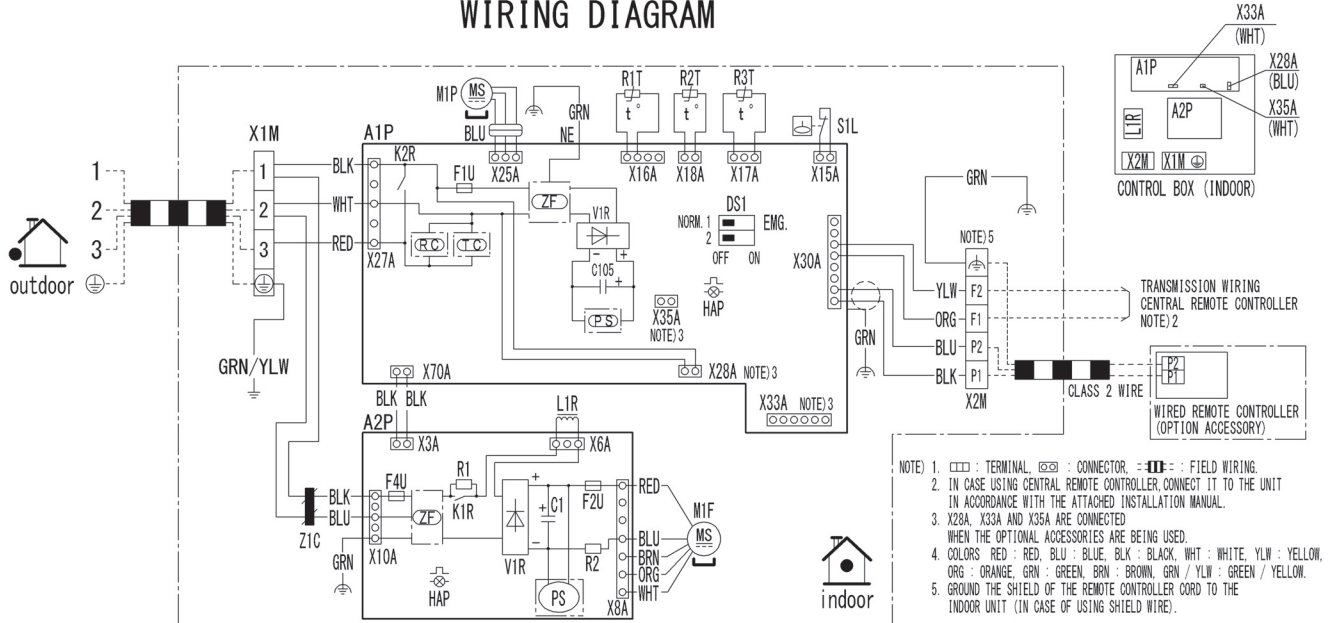 WIRING DIAGRAM
X33A
(WHT)
X28A
(BLU)
X35A
(WHT)
A1P
A2P
L1R
X2M
X1M
CONTROL BOX (INDOOR)
R1T
R2T
R3T
t°
t°
t°
M1P
MS
GRN
BLU
NE
S1L
X1M
A1P
K2R
X25A
X16A
X18A
X17A
X15A
1
2
3
outdoor
1
2
3
BLK
WHT
RED
X27A
F1U
ZF
V1R
RC
TC
C105
PS
DS1
NORM. 1
2
EMG.
OFF ON
X30A
HAP
X35A
NOTE)3
X28A NOTE)3
X33A NOTE)3
GRN
NOTE)5
YLW
F2
ORG
F1
BLU
P2
BLK
P1
X2M
GRN
TRANSMISSION WIRING
CENTRAL REMOTE CONTROLLER
NOTE)2
CLASS 2 WIRE
P2
P1
WIRED REMOTE CONTROLLER
(OPTION ACCESSORY)
GRN/YLW
X70A
BLK BLK
A2P
X3A
L1R
X6A
F4U
R1
K1R
ZF
BLK
BLU
Z1C
GRN
X10A
HAP
V1R
C1
F2U
R2
PS
RED
BLU
BRN
ORG
WHT
X8A
M1F
MS
indoor
NOTE) 1. : TERMINAL, : CONNECTOR, : FIELD WIRING.
2. IN CASE USING CENTRAL REMOTE CONTROLLER,CONNECT IT TO THE UNIT
IN ACCORDANCE WITH THE ATTACHED INSTALLATION MANUAL.
3. X28A, X33A AND X35A ARE CONNECTED
WHEN THE OPTIONAL ACCESSORIES ARE BEING USED.
4. COLORS RED : RED, BLU : BLUE, BLK : BLACK, WHT : WHITE, YLW : YELLOW,
ORG : ORANGE, GRN : GREEN, BRN : BROWN, GRN / YLW : GREEN / YELLOW.
5. GROUND THE SHIELD OF THE REMOTE CONTROLLER CORD TO THE
INDOOR UNIT (IN CASE OF USING SHIELD WIRE).